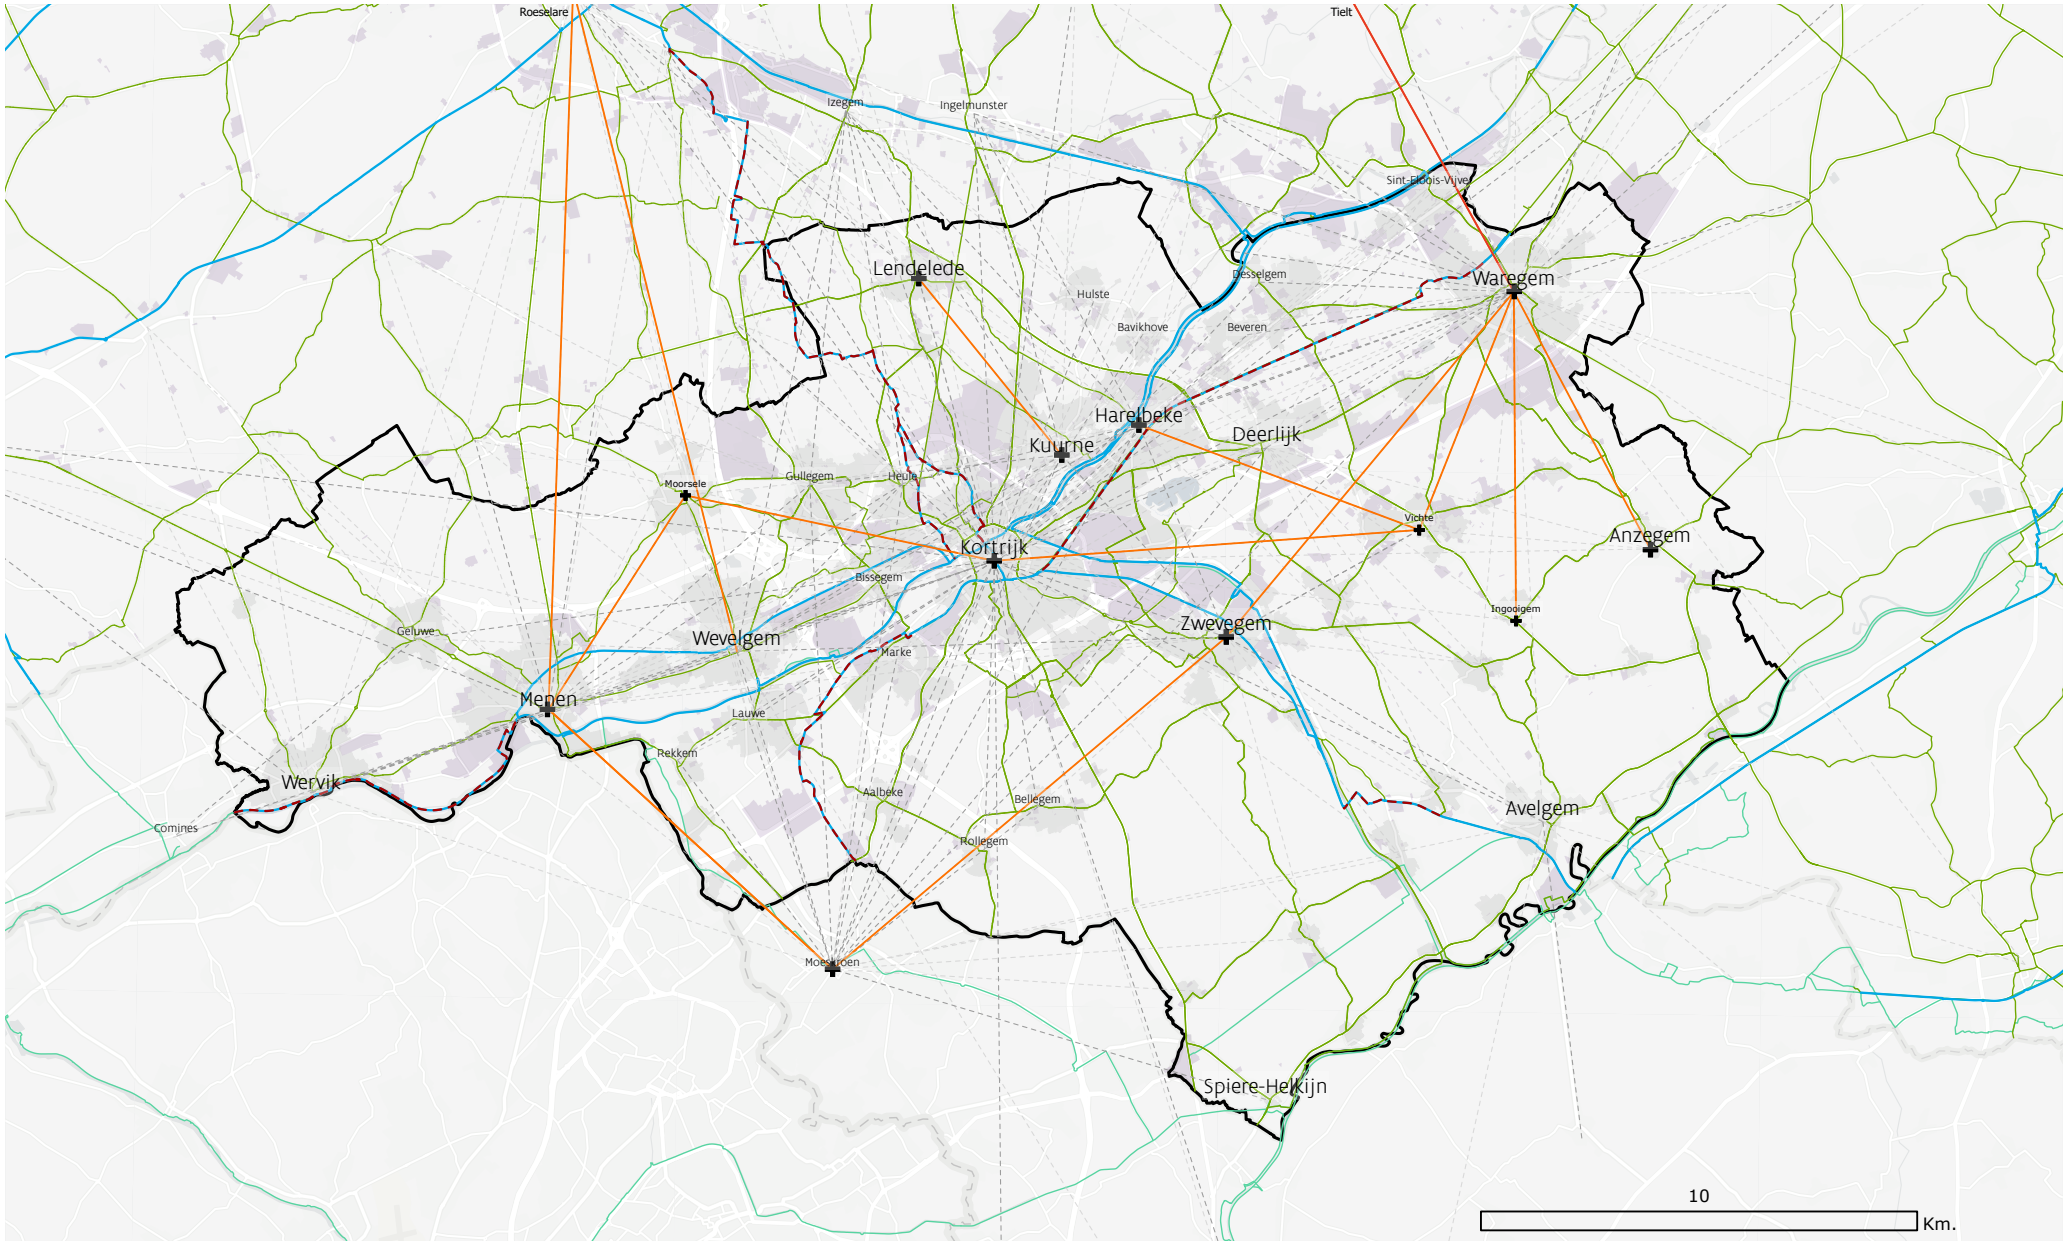 Roeselare
Tielt
Izegem
Ingelmunster
Sint-Eloois-Vijve
Lendelede
Desselgem
Waregem
Hulste
Bavikhove
Beveren
Harelbeke
Deerlijk
Kuurne
Moorsele
Gullegem
Heule
Vichte
Anzegem
Kortrijk
Bissegem
Ingooigem
Geluwe
Wevelgem
Zwevegem
Marke
Menen
Lauwe
Rekkem
Wervik
Aalbeke
Bellegem
Avelgem
Comines
Rollegem
Moeskroen
Spiere-Helkijn
10
Km.